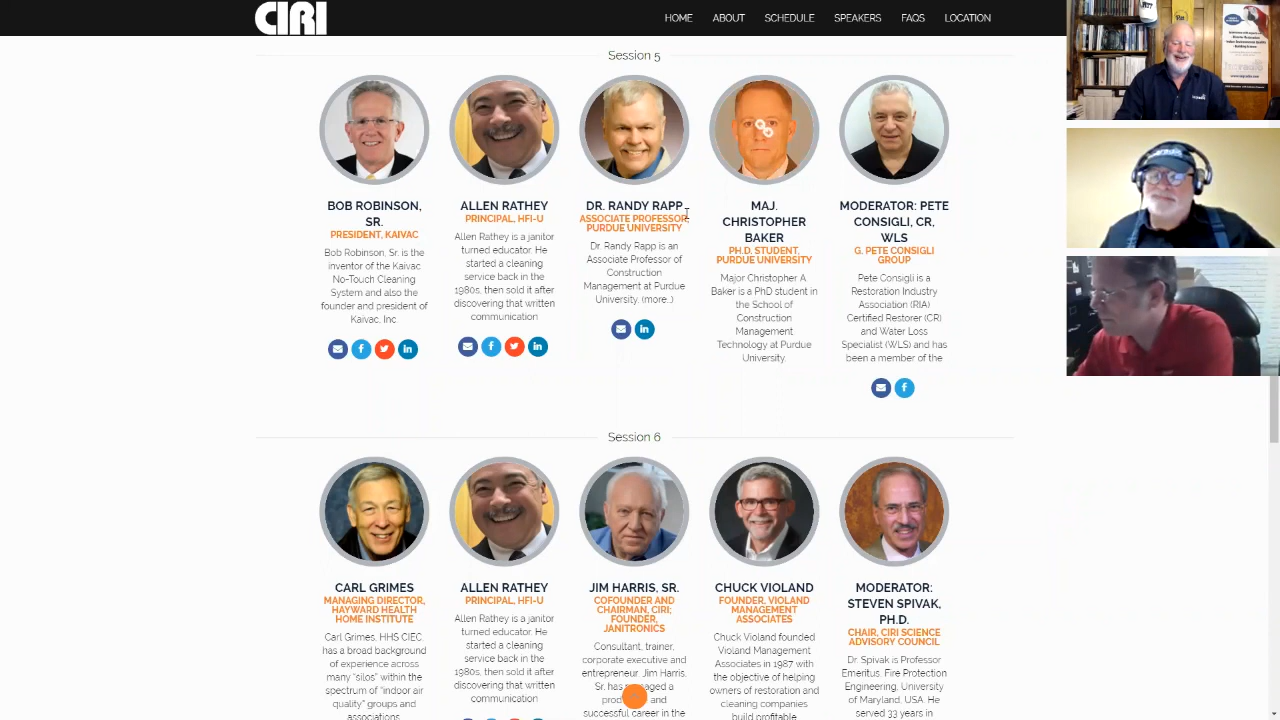 CIRI
HOME ABOUT SCHEDULE SPEAKERS FAQS LOCATION
Session 5
BOB ROBINSON,
SR.
PRESIDENT, KAIVAC
Bob Robinson, Sr. is the
inventor of the Kaivac
No-Touch Cleaning
System and also the
founder and president of
Kaivac, Inc
ALLEN RATHEY
PRINCIPAL, HFI-U
Allen Rathey is a janitor
turned educator. He
started a cleaning
service back in the
1980s, then sold it after
discovering that written
communication
DR. RANDY RAPP
ASSOCIATE PROFESSOR,
PURDUE UNIVERSITY
Dr. Randy Rapp is an
Associate Professor of
Construction
Management at Purdue
University. (more..)
MAJ.
CHRISTOPHER
BAKER
PH.D. STUDENT,
PURDUE UNIVERSITY
Major Christopher A
Baker is a PhD student in
the School of
Construction
Management
Technology at Purdue
University.
MODERATOR: PETE
CONSIGLI, CR,
WLS
G. PETE CONSIGLI
GROUP
Pete Consigli is a
Restoration Industry
Association (RIA)
Certified Restorer (CR)
and Water Loss
Specialist (WLS) and has
been a member of the
Session 6
CARL GRIMES
MANAGING DIRECTOR,
HAYWARD HEALTH
HOME INSTITUTE
Carl Grimes, HHS CIEC,
has a broad background
of experience across
many "silos" within the
spectrum of "indoor air
quality" groups and
associations.
ALLEN RATHEY
PRINCIPAL, HFI-U
Allen Rathey is a janitor
turned educator. He
started a cleaning
service back in the
1980s, then sold it after
discovering that written
communication
JIM HARRIS, SR.
COFOUNDER AND
CHAIRMAN, CIRI;
FOUNDER,
JANITRONICS
Consultant, trainer,
corporate executive and
entrepreneur, Jim Harris,
Sr. has managed a
and
successful career in the
CHUCK VIOLAND
FOUNDER, VIOLAND
MANAGEMENT
ASSOCIATES
Chuck Violand founded
Violand Management
Associates in 1987 with
the objective of helping
owners of restoration and
cleaning companies
build profitable
MODERATOR:
STEVEN SPIVAK,
PH.D.
CHAIR, CIRI SCIENCE
ADVISORY COUNCIL
Dr. Spivak is Professor
Emeritus, Fire Protection
Engineering, University
of Maryland, USA. He
served 33 years in